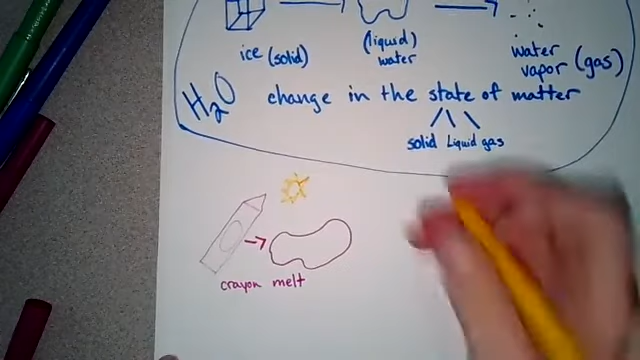 ice (solid)
(liquid)
water
water
vapor (gas)
H2O change in the state of matter
solid Liquid gas
crayon melt